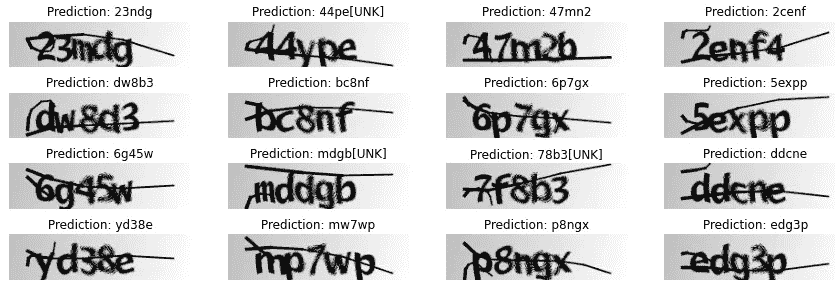 Prediction: 23ndg Prediction: 44pe[UNK] Prediction: 47mn2 Prediction: 2cenf
23mdg 44ype 47m2b 2enf4
Prediction: dw8b3 Prediction: bc8nf Prediction: 6p7gx Prediction: 5expp
dw8d3 bc8nf 6p7gx 5expp
Prediction: 6g45w Prediction: mdgb[UNK] Prediction: 78b3[UNK] Prediction: ddcne
6g45w mddgb 7f8b3 ddcne
Prediction: yd38e Prediction: mw7wp Prediction: p8ngx Prediction: edg3p
yd38e mp7wp p8ngx edg3p